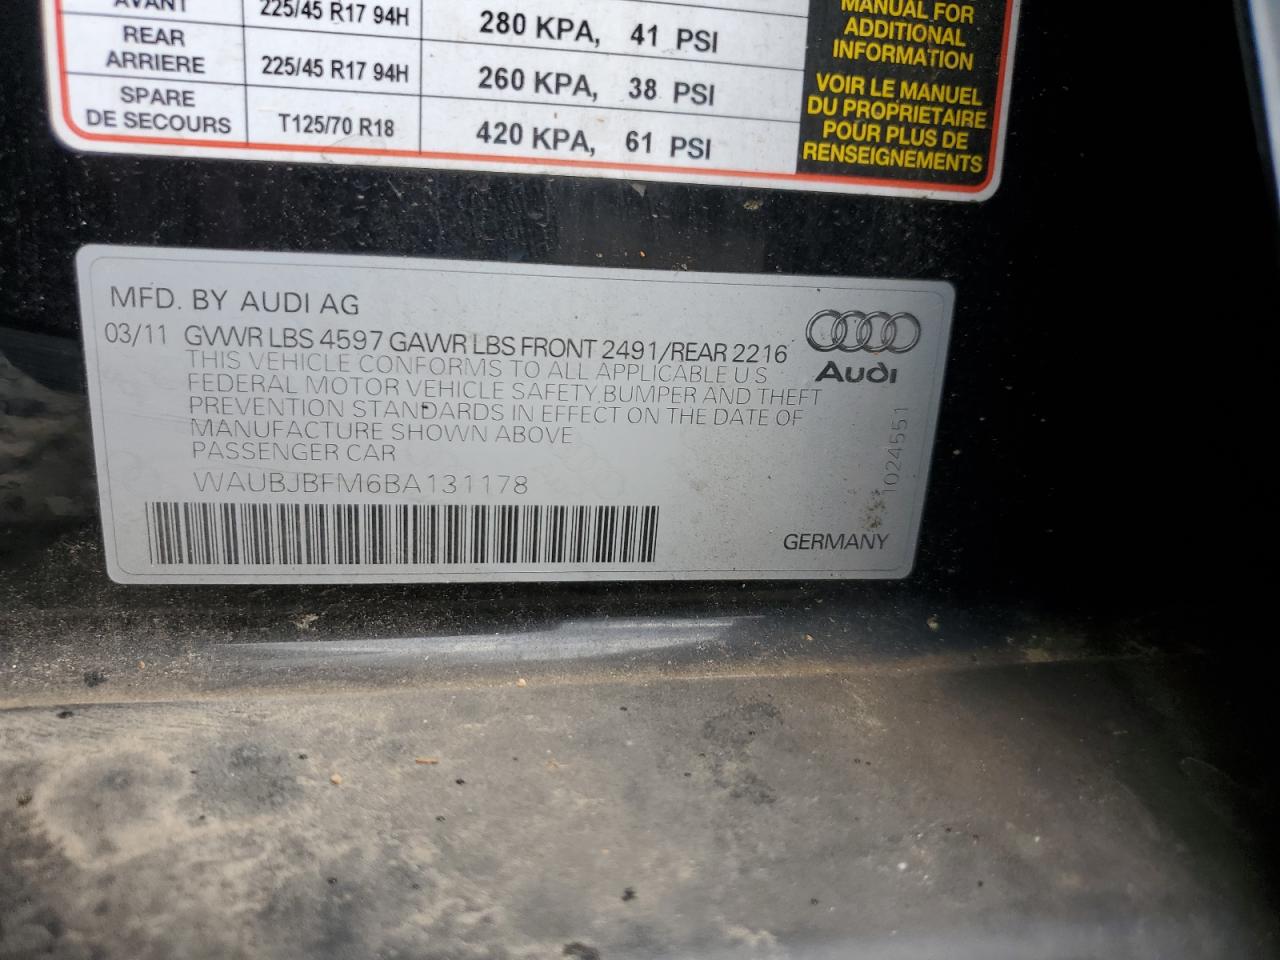 AVANT 225/45 R17 94H 280 KPA, 41 PSI
REAR
ARRIERE 225/45 R17 94H 260 KPA, 38 PSI
SPARE
DE SECOURS T125/70 R18 420 KPA, 61 PSI
MANUAL FOR
ADDITIONAL
INFORMATION
VOIR LE MANUEL
DU PROPRIETAIRE
POUR PLUS DE
RENSEIGNEMENTS
MFD. BY AUDI AG
03/11 GVWR LBS 4597 GAWR LBS FRONT 2491/REAR 2216
THIS VEHICLE CONFORMS TO ALL APPLICABLE U S
FEDERAL MOTOR VEHICLE SAFETY,BUMPER AND THEFT
PREVENTION STANDARDS IN EFFECT ON THE DATE OF
MANUFACTURE SHOWN ABOVE
PASSENGER CAR
WAUBJBFM6BA131178
Audi
1024551
GERMANY